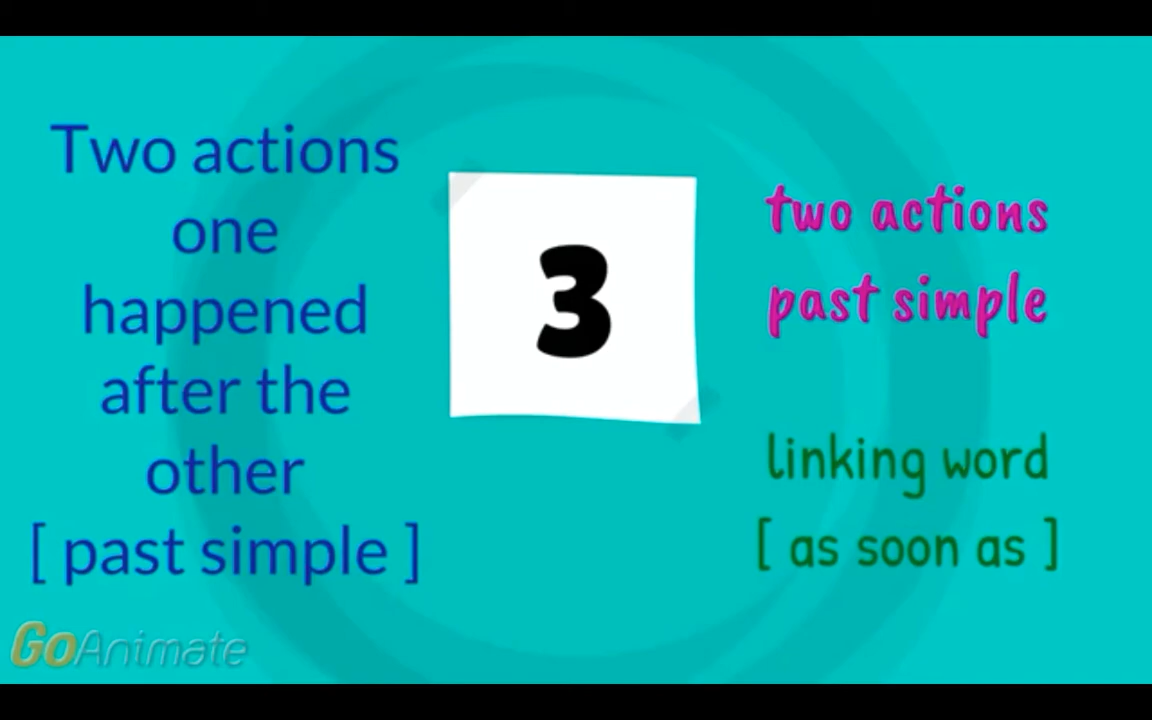 Two actions
one
happened
after the
other
[ past simple ]
3
two actions
past simple
linking word
[ as soon as ]
GoAnimate